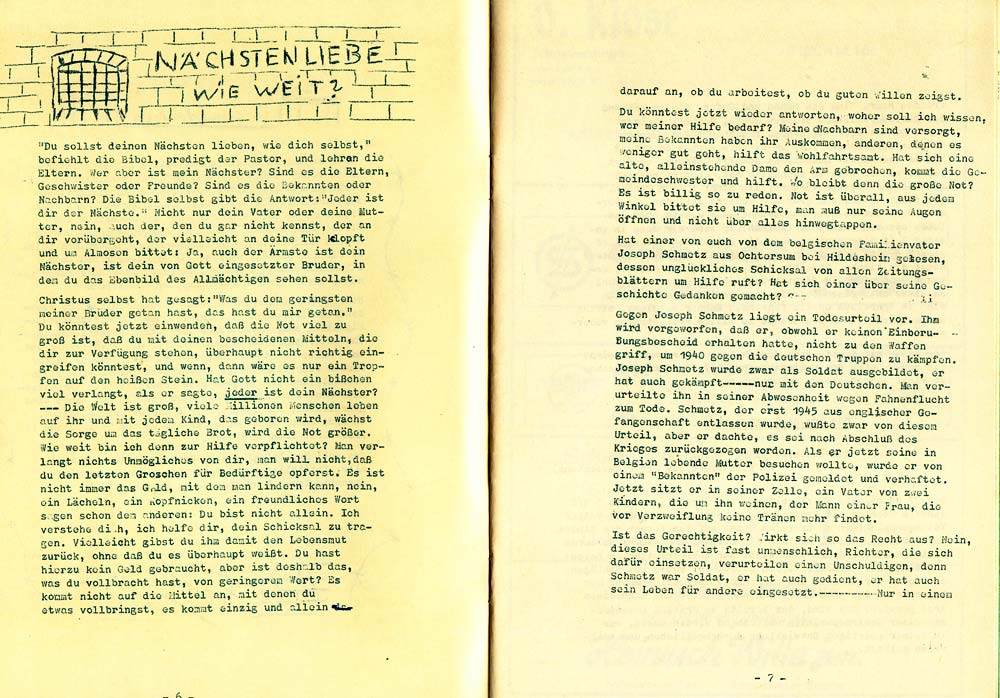 NÄCHSTENLIEBE
WIE WEIT?
"Du sollst deinen Nächsten lieben, wie dich selbst,"
befiehlt die Bibel, predigt der Pastor, und lehren die
Eltern. Wer aber ist mein Nächster? Sind es die Eltern,
Geschwister oder Freunde? Sind es die Bekannten oder
Nachbarn? Die Bibel selbst gibt die Antwort:"Jeder ist
dir der Nächste." Nicht nur dein Vater oder deine Mut-
ter, nein, auch der, den du gar nicht kennst, der an
dir vorübergeht, der vielleicht an deine Tür klopft
und um Almosen bittet: Ja, auch der Ärmste ist dein
Nächster, ist dein von Gott eingesetzter Bruder, in
dem du das Ebenbild des Allmächtigen sehen sollst.
Christus selbst hat gesagt:"Was du dem geringsten
meiner Brüder getan hast, das hast du mir getan."
Du könntest jetzt einwenden, daß die Not viel zu
groß ist, daß du mit deinen bescheidenen Mitteln, die
dir zur Verfügung stehen, überhaupt nicht richtig ein-
greifen könntest, und wenn, dann wäre es nur ein Trop-
fen auf den heißen Stein. Hat Gott nicht ein bißchen
viel verlangt, als er sagte, jeder ist dein Nächster?
--- Die Welt ist groß, viele Millionen Menschen leben
auf ihr und mit jedem Kind, das geboren wird, wächst
die Sorge um das tägliche Brot, wird die Not größer.
Wie weit bin ich denn zur Hilfe verpflichtet? Man ver-
langt nichts Unmögliches von dir, man will nicht,daß
du den letzten Groschen für Bedürftige opferst. Es ist
nicht immer das Geld, mit dem man lindern kann, nein,
ein Lächeln, ein Kopfnicken, ein freundliches Wort
sagen schon dem anderen: Du bist nicht allein. Ich
verstehe dich, ich helfe dir, dein Schicksal zu tra-
gen. Vielleicht gibst du ihm damit den Lebensmut
zurück, ohne daß du es überhaupt weißt. Du hast
hierzu kein Geld gebraucht, aber ist deshalb das,
was du vollbracht hast, von geringerem Wert? Es
kommt nicht auf die Mittel an, mit denen du
etwas vollbringst, es kommt einzig und allein
- 6 -
darauf an, ob du arbeitest, ob du guten Willen zeigst.
Du könntest jetzt wieder antworten, woher soll ich wissen,
wer meiner Hilfe bedarf? Meine Nachbarn sind versorgt,
meine Bekannten haben ihr Auskommen, anderen, denen es
weniger gut geht, hilft das Wohlfahrtsamt. Hat sich eine
alte, alleinstehende Dame den Arm gebrochen, kommt die Ge-
meindeschwester und hilft. Wo bleibt denn die große Not?
Es ist billig so zu reden. Not ist überall, aus jedem
Winkel bittet sie um Hilfe, man muß nur seine Augen
öffnen und nicht über alles hinwegtappen.
Hat einer von euch von dem belgischen Familienvater
Joseph Schmetz aus Ochtersum bei Hildesheim gelesen,
dessen unglückliches Schicksal von allen Zeitungs-
blättern um Hilfe ruft? Hat sich einer über seine Ge-
schichte Gedanken gemacht?
Gegen Joseph Schmetz liegt ein Todesurteil vor. Ihm
wird vorgeworfen, daß er, obwohl er keinen Einberu-
Bungsbescheid erhalten hatte, nicht zu den Waffen
griff, um 1940 gegen die deutschen Truppen zu kämpfen.
Joseph Schmetz wurde zwar als Soldat ausgebildet, er
hat auch gekämpft-----nur mit den Deutschen. Man ver-
urteilte ihn in seiner Abwesenheit wegen Fahnenflucht
zum Tode. Schmetz, der erst 1945 aus englischer Ge-
fangenschaft entlassen wurde, wußte zwar von diesem
Urteil, aber er dachte, es sei nach Abschluß des
Krieges zurückgezogen worden. Als er jetzt seine in
Belgien lebende Mutter besuchen wollte, wurde er von
einem "Bekannten" der Polizei gemeldet und verhaftet.
Jetzt sitzt er in seiner Zelle, ein Vater von zwei
Kindern, die um ihn weinen, der Mann einer Frau, die
vor Verzweiflung keine Tränen mehr findet.
Ist das Gerechtigkeit? Wirkt sich so das Recht aus? Nein,
dieses Urteil ist fast unmenschlich, Richter, die sich
dafür einsetzen, verurteilen einen Unschuldigen, denn
Schmetz war Soldat, er hat auch gedient, er hat auch
sein Leben für andere eingesetzt.----------Nur in einem
- 7 -